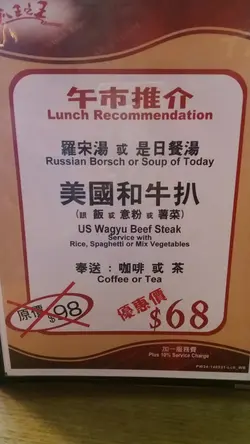 午市推介
Lunch Recommendation
羅宋湯 或 是日餐湯
Russian Borsch or Soup of Today
美國和牛扒
(跟 飯 或 意粉 或 薯菜)
US Wagyu Beef Steak
Service with
Rice, Spaghetti or Mix Vegetables
奉送 : 咖啡 或 茶
Coffee or Tea
原價 $98
優惠價 $68
加一服務費
Plus 10% Service Charge